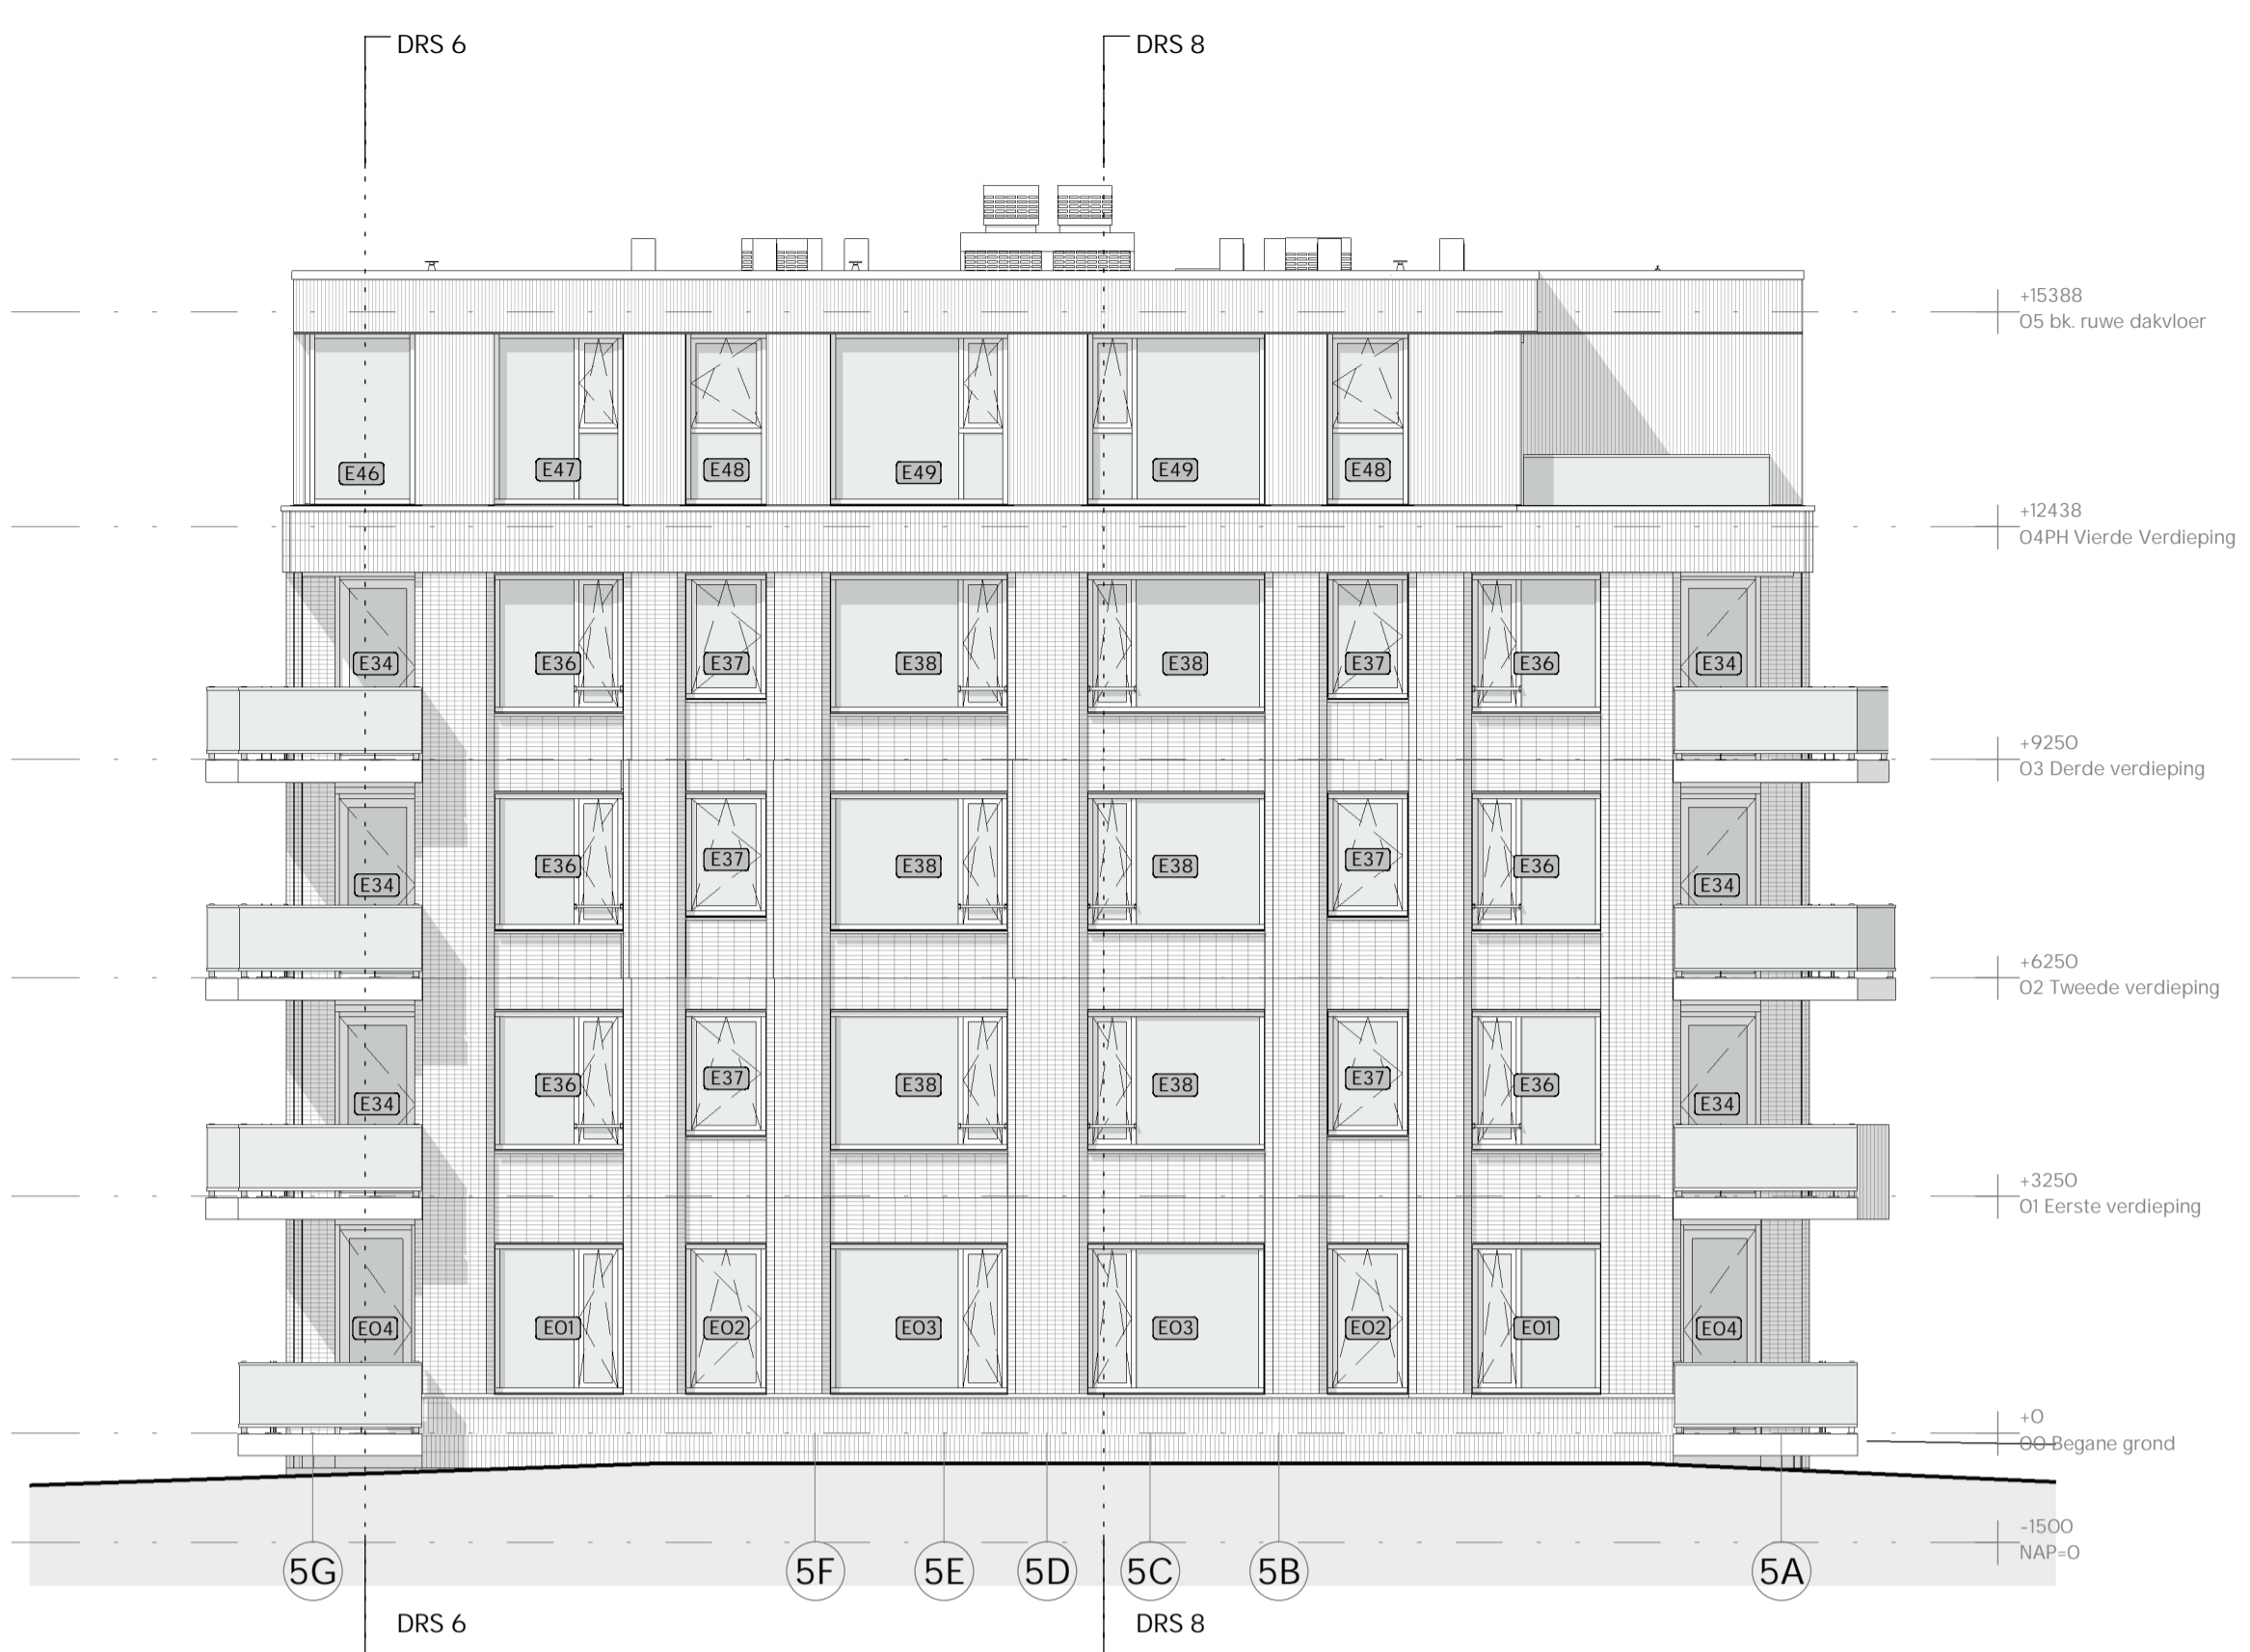 DRS 6
DRS 8
+15388
05 bk. ruwe dakvloer
E46
E47
E48
E49
E49
E48
+12438
04PH Vierde Verdieping
E34
E36
E37
E38
E38
E37
E36
E34
+9250
03 Derde verdieping
E34
E36
E37
E38
E38
E37
E36
E34
+6250
02 Tweede verdieping
E34
E36
E37
E38
E38
E37
E36
E34
+3250
01 Eerste verdieping
E04
E01
E02
E03
E03
E02
E01
E04
+0
00 Begane grond
-1500
NAP=0
5G
5F
5E
5D
5C
5B
5A
DRS 6
DRS 8